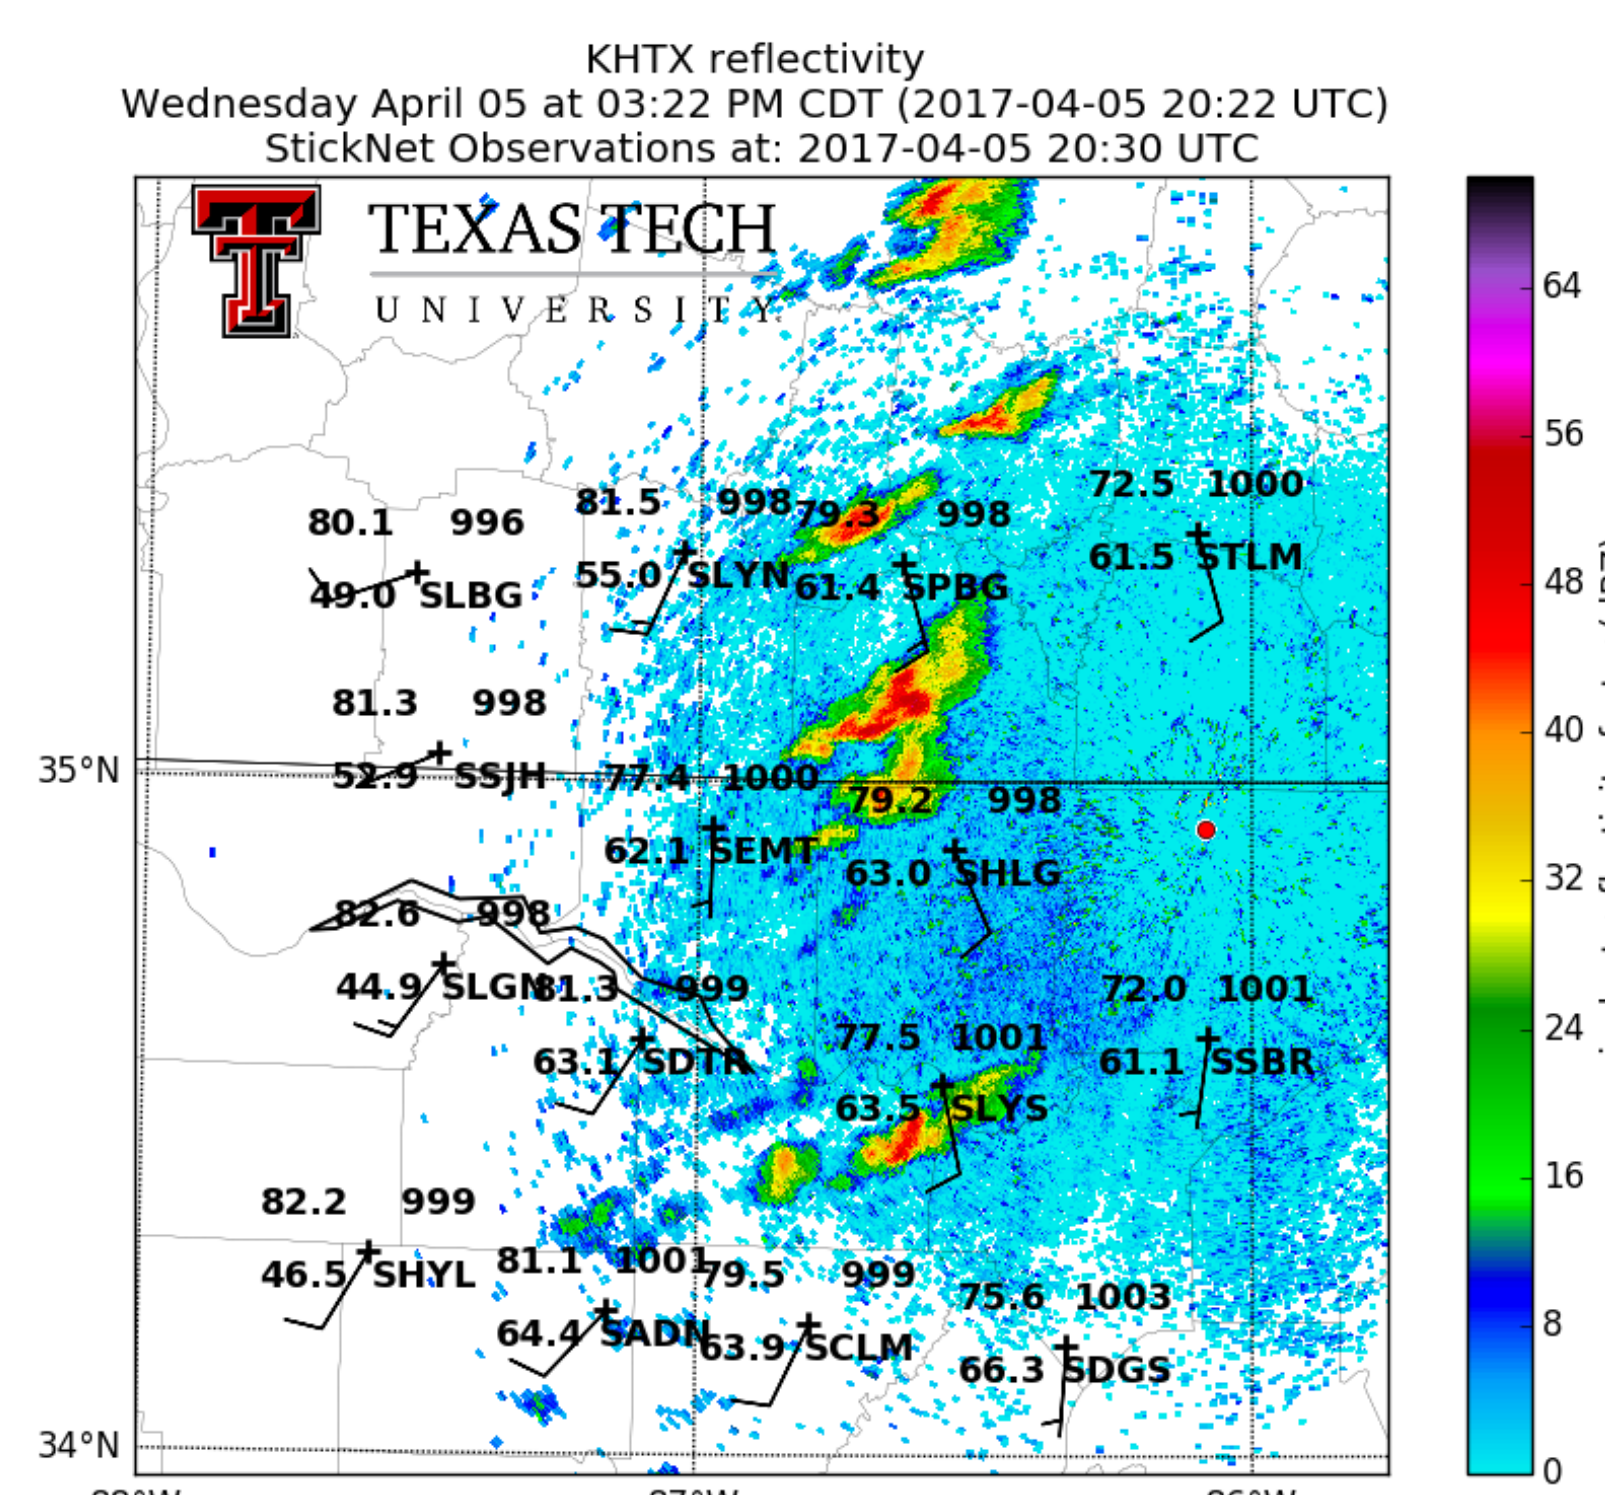 KHTX reflectivity
Wednesday April 05 at 03:22 PM CDT (2017-04-05 20:22 UTC)
StickNet Observations at: 2017-04-05 20:30 UTC
TEXAS TECH
UNIVERSITY
64
56
48
40
32
24
16
8
0
72.5 1000
61.5 STLM
81.5 998
55.0 SLYN
79.3 998
61.4 SPBG
80.1 996
49.0 SLBG
81.3 998
52.9 SSJH
35°N
77.4 1000
62.1 SEMT
79.2 998
63.0 SHLG
82.6 998
44.9 SLGN
81.3 999
63.1 SDTR
72.0 1001
61.1 SSBR
77.5 1001
63.5 SLYS
82.2 999
46.5 SHYL
81.1 1001
64.4 SADN
79.5 999
63.9 SCLM
75.6 1003
66.3 SDGS
34°N
88°W
87°W
86°W